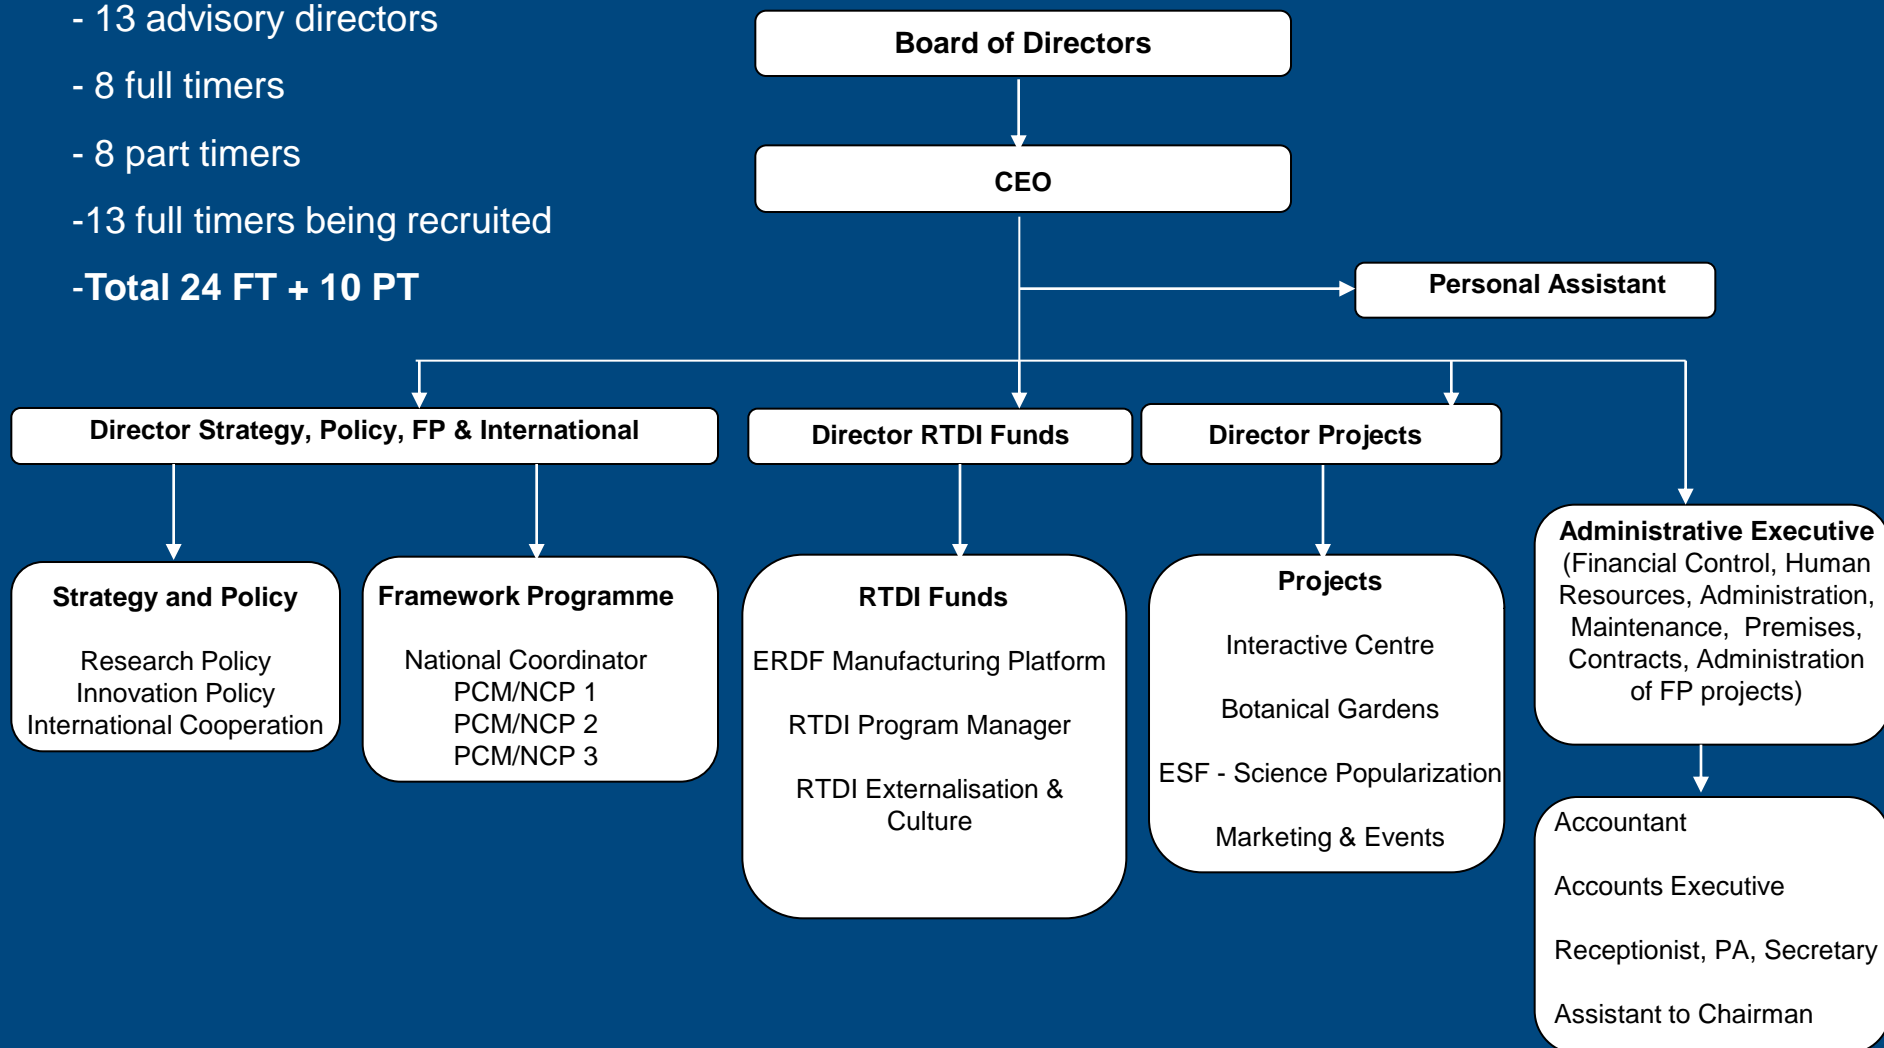 - 13 advisory directors
- 8 full timers
- 8 part timers
-13 full timers being recruited
-Total 24 FT + 10 PT
Board of Directors
CEO
Personal Assistant
Director Strategy, Policy, FP & International
Director RTDI Funds
Director Projects
Strategy and Policy
Research Policy
Innovation Policy
International Cooperation
Framework Programme
National Coordinator
PCM/NCP 1
PCM/NCP 2
PCM/NCP 3
RTDI Funds
ERDF Manufacturing Platform
RTDI Program Manager
RTDI Externalisation &
Culture
Projects
Interactive Centre
Botanical Gardens
ESF - Science Popularization
Marketing & Events
Administrative Executive
(Financial Control, Human
Resources, Administration,
Maintenance, Premises,
Contracts, Administration
of FP projects)
Accountant
Accounts Executive
Receptionist, PA, Secretary
Assistant to Chairman